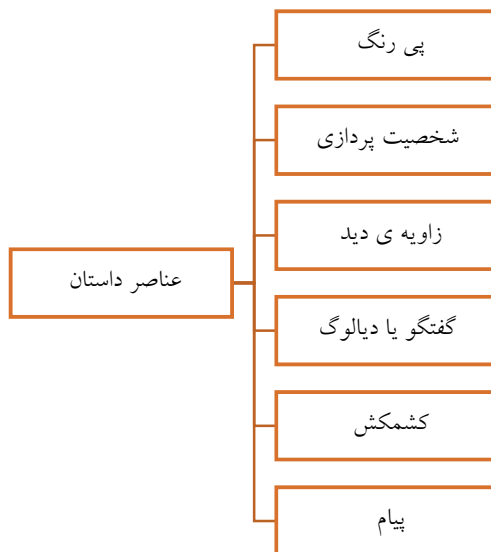 عناصر داستان
پی رنگ
شخصیت پردازی
زاویه ی دید
گفتگو یا دیالوگ
کشمکش
پیام